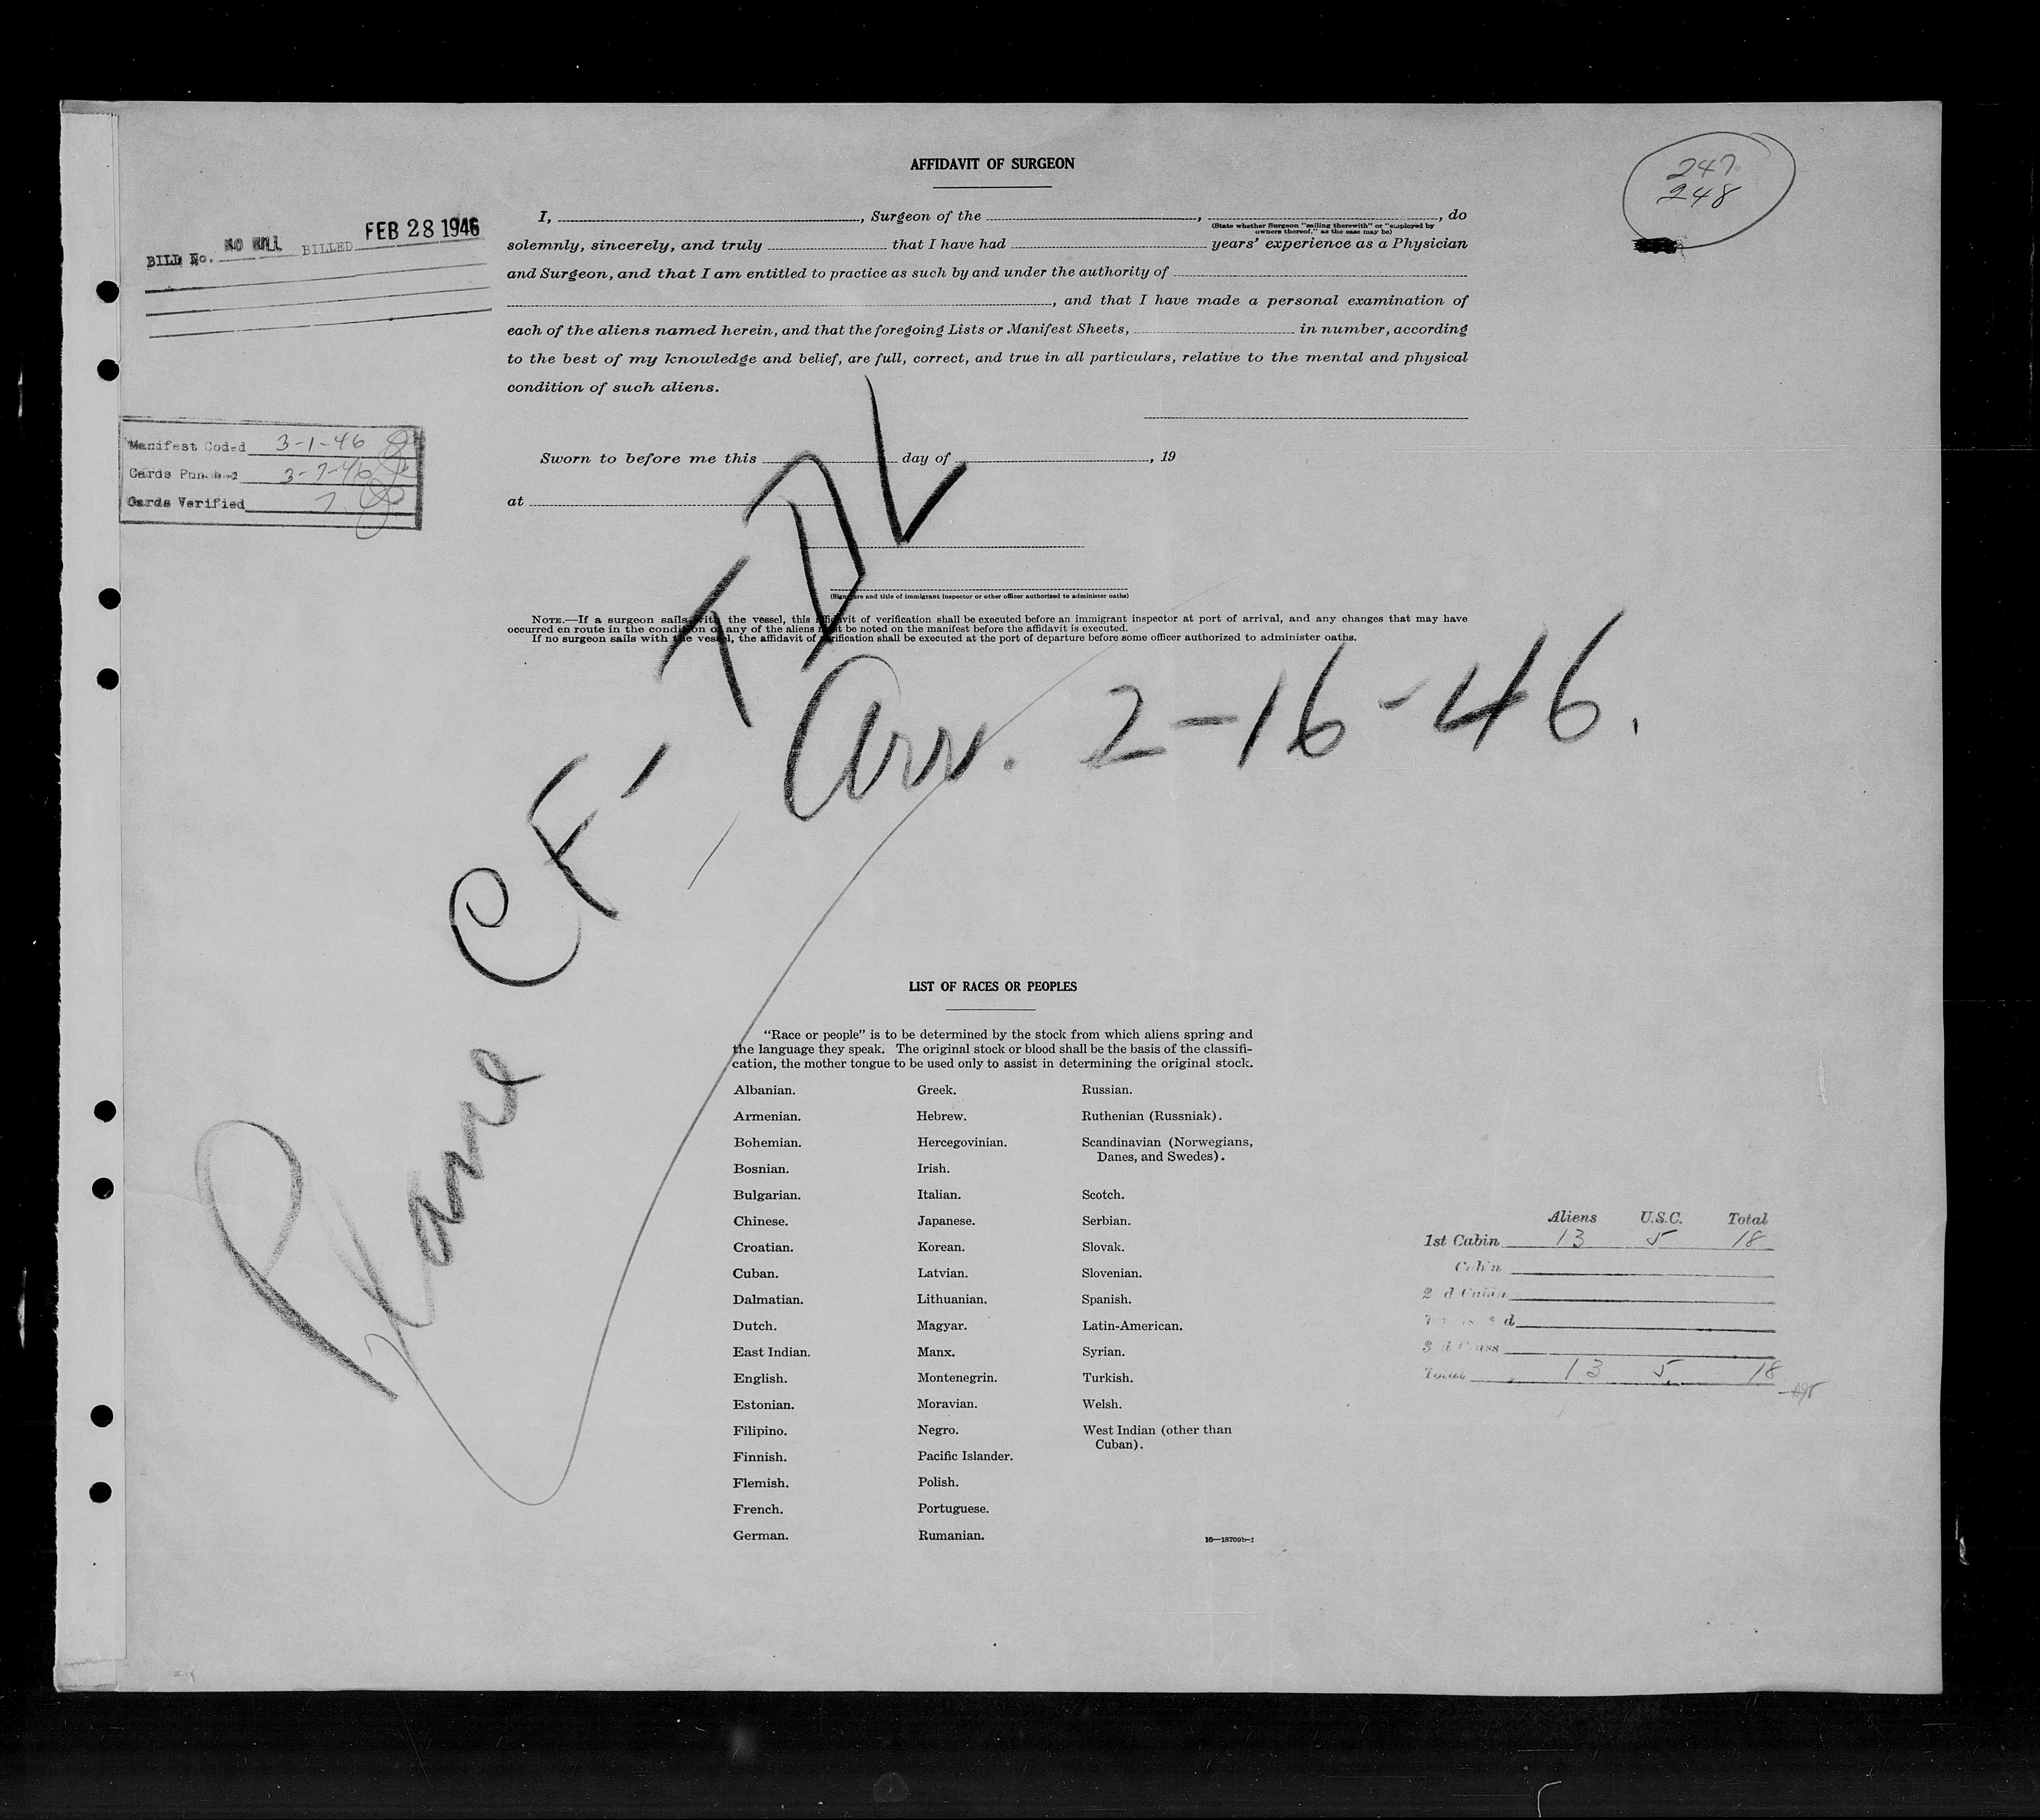 AFFIDAVIT OF SURGEON
247
248
BILL No. NO BILL BILLED FEB 28 1946
I, , Surgeon of the , , do
(State whether Surgeon "sailing therewith" or "employed by
owners thereof," as the case may be)
solemnly, sincerely, and truly that I have had years' experience as a Physician
and Surgeon, and that I am entitled to practice as such by and under the authority of
, and that I have made a personal examination of
each of the aliens named herein, and that the foregoing Lists or Manifest Sheets, in number, according
to the best of my knowledge and belief, are full, correct, and true in all particulars, relative to the mental and physical
condition of such aliens.
Manifest Coded 3-1-46
Cards Punched 3-7-46
Cards Verified 7
Sworn to before me this day of , 19
at
(Signature and title of immigrant inspector or other officer authorized to administer oaths)
NOTE.—If a surgeon sails with the vessel, this affidavit of verification shall be executed before an immigrant inspector at port of arrival, and any changes that may have
occurred en route in the condition of any of the aliens must be noted on the manifest before the affidavit is executed.
If no surgeon sails with the vessel, the affidavit of verification shall be executed at the port of departure before some officer authorized to administer oaths.
Plane CF-TDL
Arr. 2-16-46.
LIST OF RACES OR PEOPLES
"Race or people" is to be determined by the stock from which aliens spring and
the language they speak. The original stock or blood shall be the basis of the classifi-
cation, the mother tongue to be used only to assist in determining the original stock.
Albanian. Greek. Russian.
Armenian. Hebrew. Ruthenian (Russniak).
Bohemian. Hercegovinian. Scandinavian (Norwegians,
Danes, and Swedes).
Bosnian. Irish.
Bulgarian. Italian. Scotch.
Chinese. Japanese. Serbian.
Croatian. Korean. Slovak.
Cuban. Latvian. Slovenian.
Dalmatian. Lithuanian. Spanish.
Dutch. Magyar. Latin-American.
East Indian. Manx. Syrian.
English. Montenegrin. Turkish.
Estonian. Moravian. Welsh.
Filipino. Negro. West Indian (other than
Cuban).
Finnish. Pacific Islander.
Flemish. Polish.
French. Portuguese.
German. Rumanian.
16—18709b-1
Aliens U.S.C. Total
1st Cabin 13 5 18
Cabin
2nd Cabin
3rd Class
Total 13 5 18